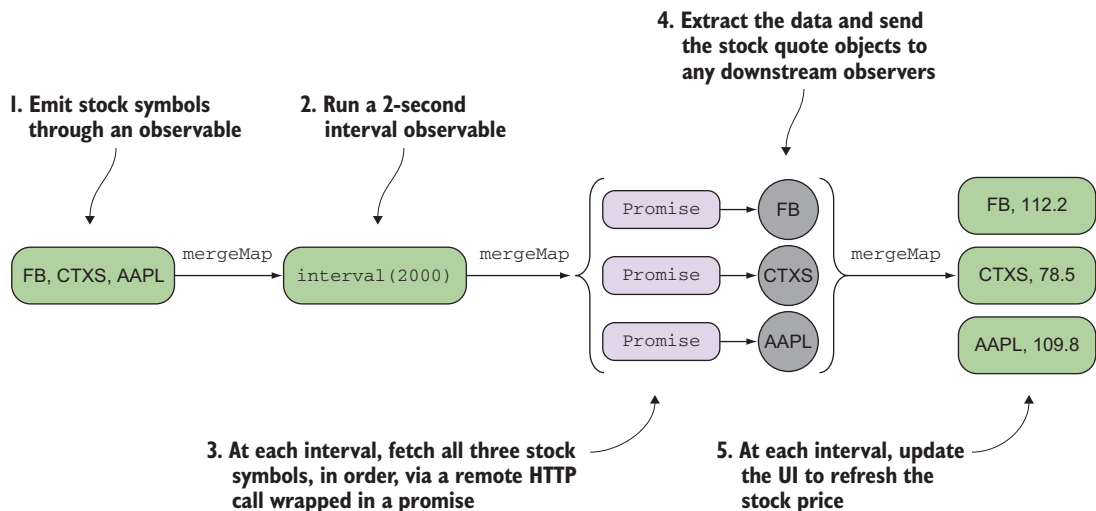 4. Extract the data and send
the stock quote objects to
any downstream observers
1. Emit stock symbols
through an observable
2. Run a 2-second
interval observable
FB, CTXS, AAPL
mergeMap
interval(2000)
mergeMap
Promise
FB
Promise
CTXS
Promise
AAPL
mergeMap
FB, 112.2
CTXS, 78.5
AAPL, 109.8
3. At each interval, fetch all three stock
symbols, in order, via a remote HTTP
call wrapped in a promise
5. At each interval, update
the UI to refresh the
stock price